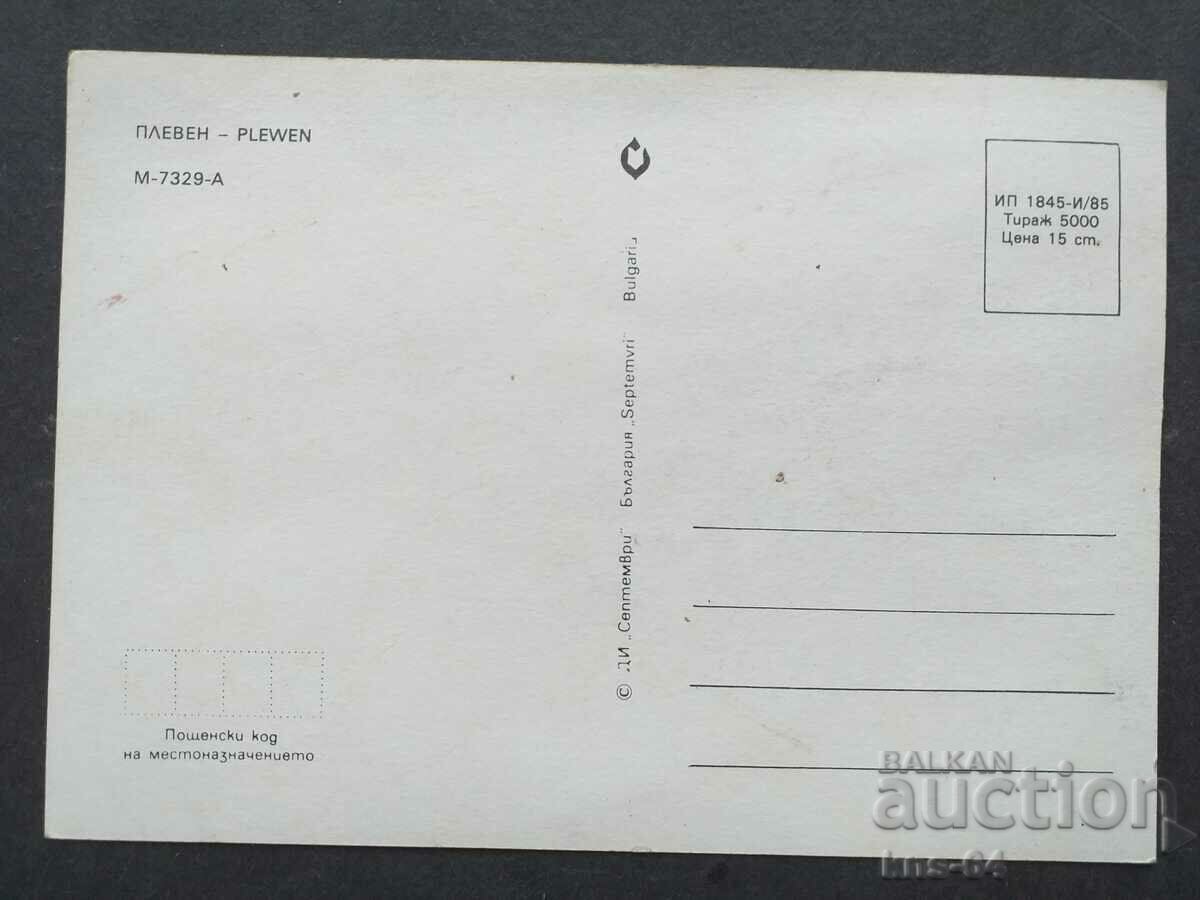 ПЛЕВЕН – PLEWEN
М-7329-А
ИП 1845-И/85
Тираж 5000
Цена 15 ст.
© ДИ „Септември“ България „Septemvri“ Bulgari
Пощенски код
на местоназначението
BALKAN
auction
kns-64